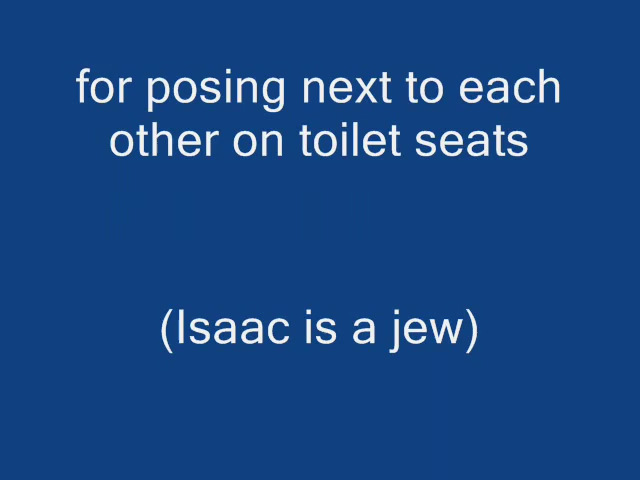 for posing next to each
other on toilet seats
(Isaac is a jew)